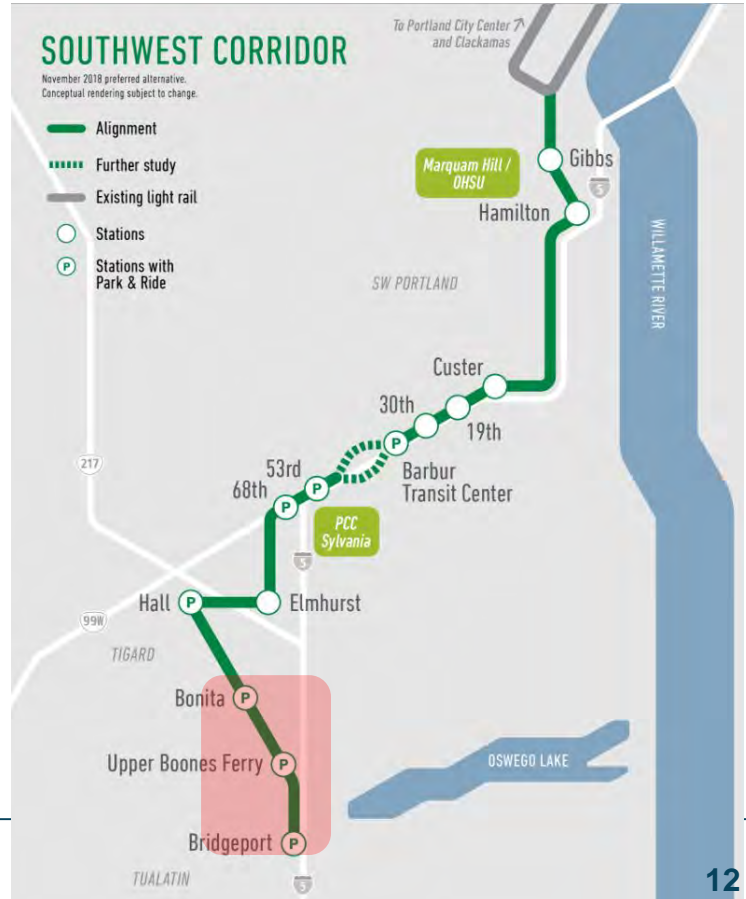 To Portland City Center
and Clackamas
SOUTHWEST CORRIDOR
November 2018 preferred alternative.
Conceptual rendering subject to change.
Alignment
Further study
Existing light rail
Stations
P
Stations with
Park & Ride
Marquam Hill /
OHSU
Gibbs
5
Hamilton
WILLAMETTE RIVER
SW PORTLAND
Custer
30th
19th
P
Barbur
Transit Center
217
53rd
P
68th
P
PCC
Sylvania
5
Hall
P
Elmhurst
99W
TIGARD
Bonita
P
Upper Boones Ferry
P
OSWEGO LAKE
Bridgeport
P
TUALATIN
5
12